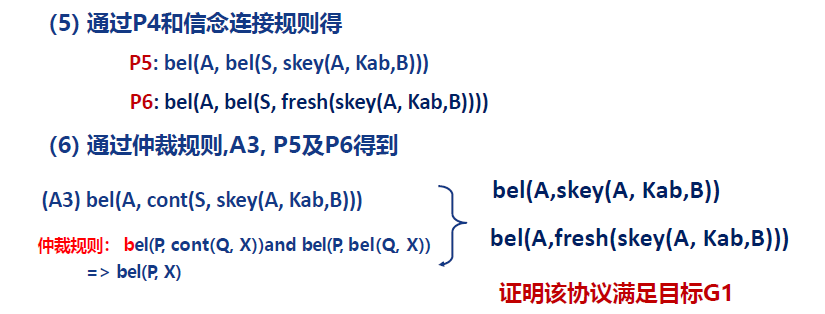 (5) 通过P4和信念连接规则得
P5: bel(A, bel(S, skey(A, Kab,B)))
P6: bel(A, bel(S, fresh(skey(A, Kab,B))))
(6) 通过仲裁规则,A3, P5及P6得到
(A3) bel(A, cont(S, skey(A, Kab,B)))
仲裁规则： bel(P, cont(Q, X))and bel(P, bel(Q, X))
=> bel(P, X)
bel(A,skey(A, Kab,B))
bel(A,fresh(skey(A, Kab,B)))
证明该协议满足目标G1